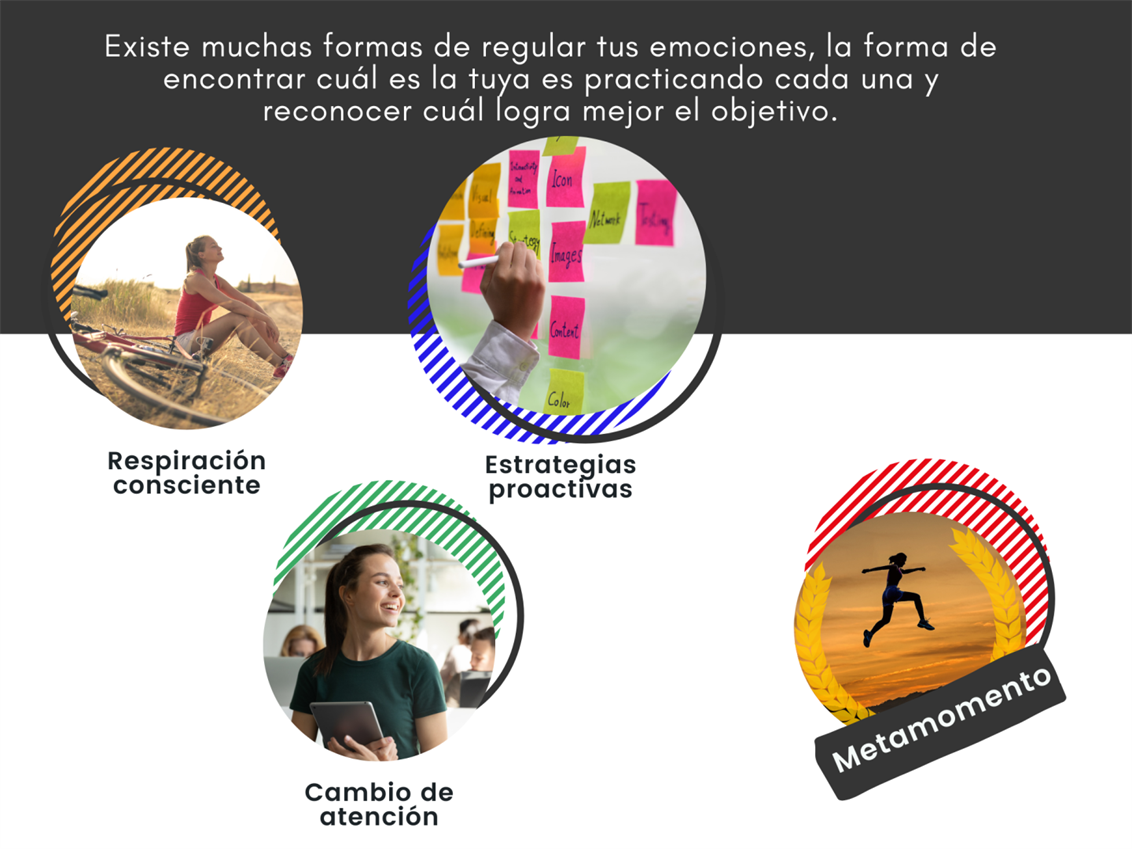 Existe muchas formas de regular tus emociones, la forma de
encontrar cuál es la tuya es practicando cada una y
reconocer cuál logra mejor el objetivo.
Icon
Visual
Network
Testing
Defining
Strategy
Images
Content
Color
Respiración
consciente
Estrategias
proactivas
Metamomento
Cambio de
atención